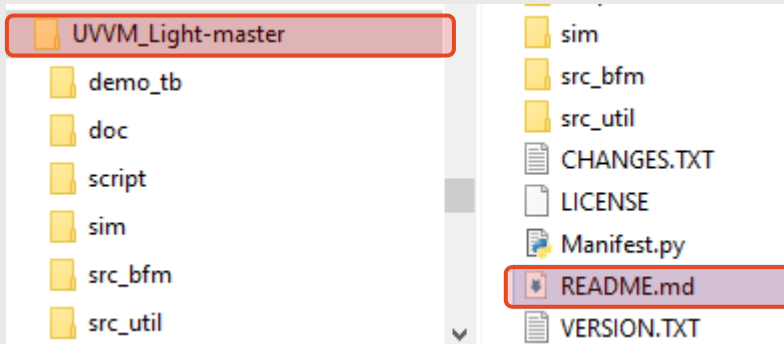 UVVM_Light-master
demo_tb
doc
script
sim
src_bfm
src_util
sim
src_bfm
src_util
CHANGES.TXT
LICENSE
Manifest.py
README.md
VERSION.TXT